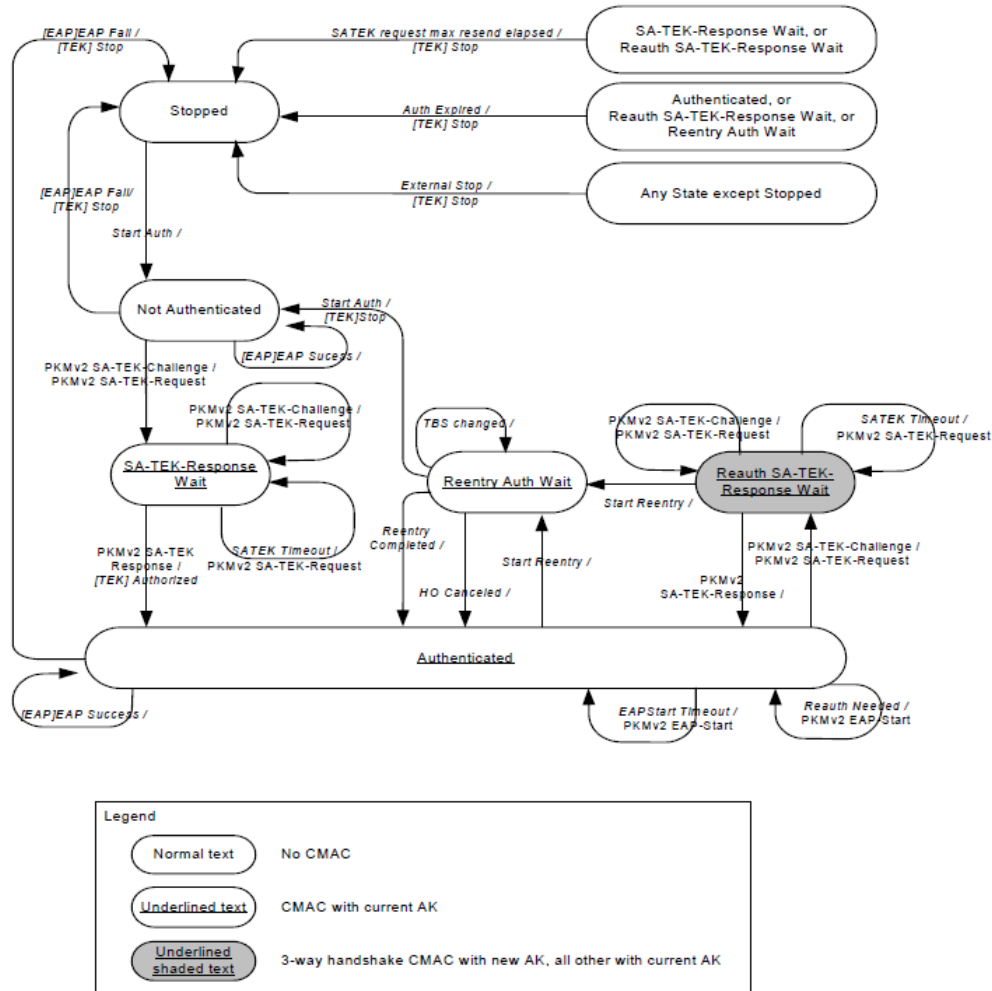 [EAP]EAP Fail /
[TEK] Stop
SATEK request max resend elapsed /
[TEK] Stop
SA-TEK-Response Wait, or
Reauth SA-TEK-Response Wait
Stopped
Auth Expired /
[TEK] Stop
Authenticated, or
Reauth SA-TEK-Response Wait, or
Reentry Auth Wait
[EAP]EAP Fail/
[TEK] Stop
External Stop /
[TEK] Stop
Any State except Stopped
Start Auth /
Not Authenticated
Start Auth /
[TEK]Stop
[EAP]EAP Sucess /
PKMv2 SA-TEK-Challenge /
PKMv2 SA-TEK-Request
PKMv2 SA-TEK-Challenge /
PKMv2 SA-TEK-Request
TBS changed /
PKMv2 SA-TEK-Challenge /
PKMv2 SA-TEK-Request
SATEK Timeout /
PKMv2 SA-TEK-Request
SA-TEK-Response
Wait
Reentry Auth Wait
Reauth SA-TEK-
Response Wait
Start Reentry /
PKMv2 SA-TEK
Response /
[TEK] Authorized
SATEK Timeout /
PKMv2 SA-TEK-Request
Reentry
Completed /
Start Reentry /
HO Canceled /
PKMv2 SA-TEK-Challenge /
PKMv2 SA-TEK-Request
PKMv2
SA-TEK-Response /
Authenticated
[EAP]EAP Success /
EAPStart Timeout /
PKMv2 EAP-Start
Reauth Needed /
PKMv2 EAP-Start
Legend
Normal text
No CMAC
Underlined text
CMAC with current AK
Underlined
shaded text
3-way handshake CMAC with new AK, all other with current AK